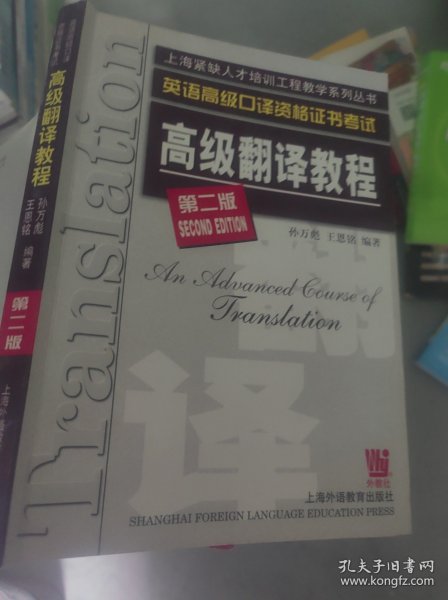 上海紧缺人才培训工程教学系列丛书
英语高级口译资格证书考试
高级翻译教程
第二版
SECOND EDITION
孙万彪 王恩铭 编著
An Advanced Course of
Translation
翻
译
Translation
外教社
上海外语教育出版社
SHANGHAI FOREIGN LANGUAGE EDUCATION PRESS
高级翻译教程
孙万彪
王恩铭
编著
第二版
上海外语
孔夫子旧书网
www.kongfz.com